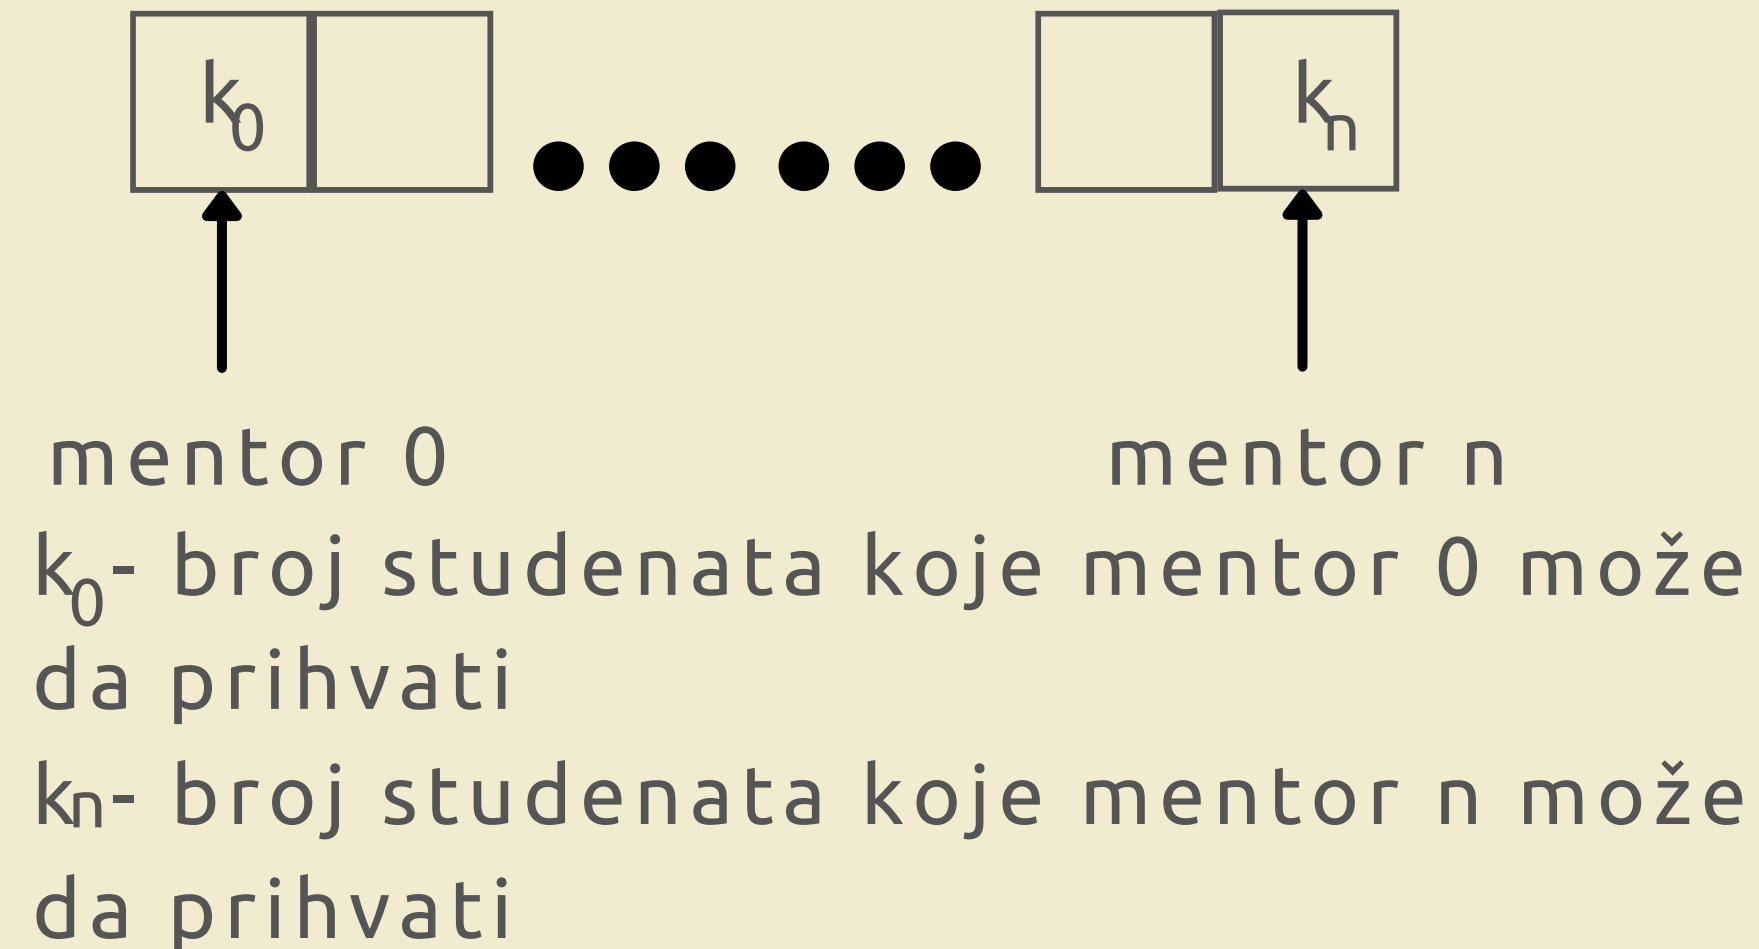 k0 kn
mentor 0 mentor n
k0- broj studenata koje mentor 0 može
da prihvati
kn- broj studenata koje mentor n može
da prihvati